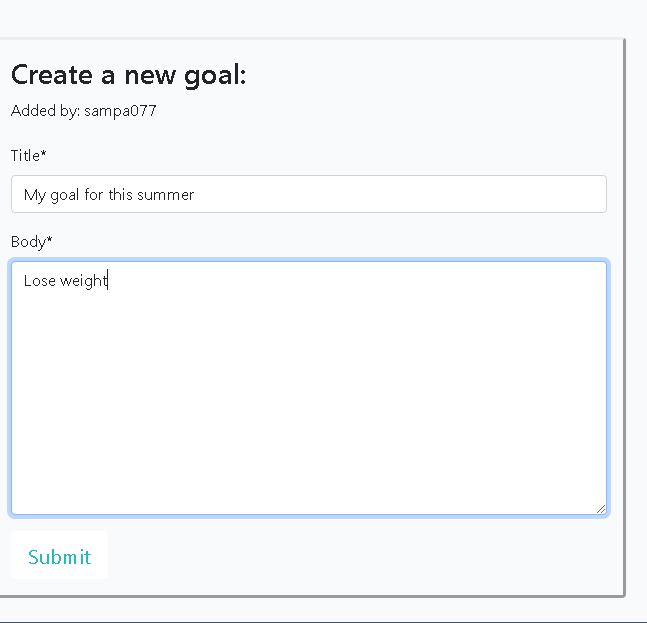 Create a new goal:
Added by: sampa077
Title*
My goal for this summer
Body*
Lose weight
Submit